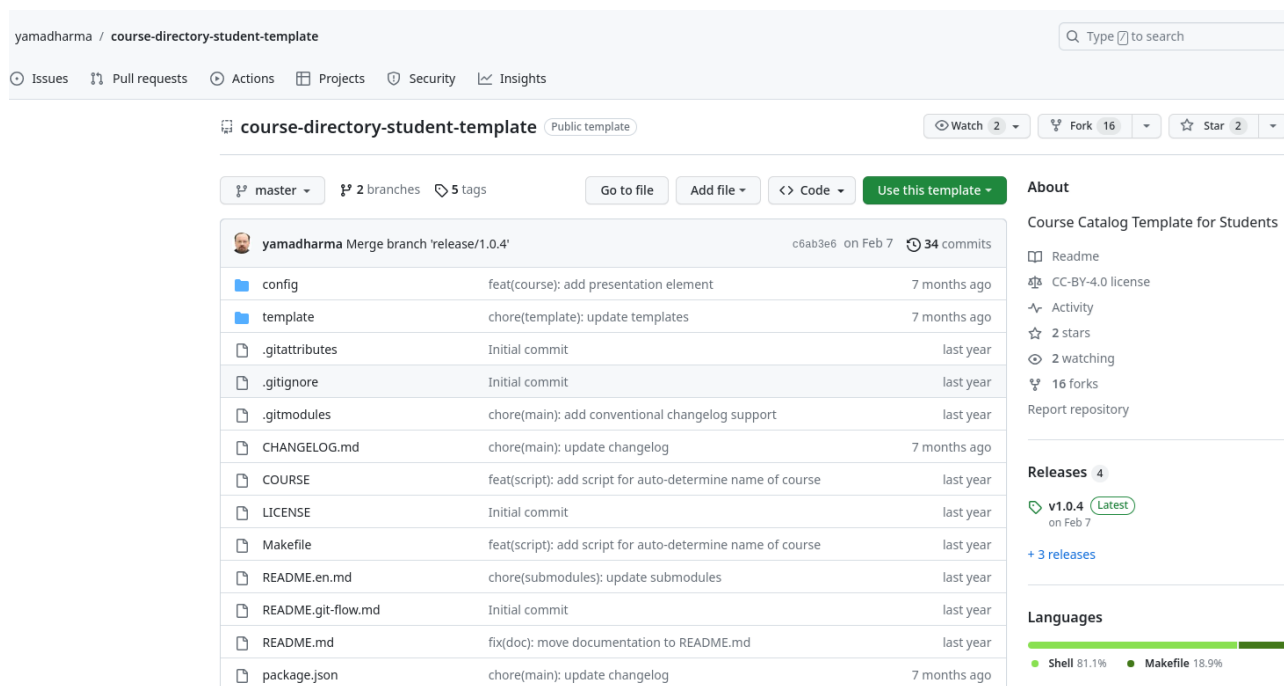 yamadharma / course-directory-student-template
Type / to search
Issues Pull requests Actions Projects Security Insights
course-directory-student-template Public template
Watch 2 Fork 16 Star 2
master 2 branches 5 tags Go to file Add file <> Code Use this template
yamadharma Merge branch 'release/1.0.4' c6ab3e6 on Feb 7 34 commits
config feat(course): add presentation element 7 months ago
template chore(template): update templates 7 months ago
.gitattributes Initial commit last year
.gitignore Initial commit last year
.gitmodules chore(main): add conventional changelog support last year
CHANGELOG.md chore(main): update changelog 7 months ago
COURSE feat(script): add script for auto-determine name of course last year
LICENSE Initial commit last year
Makefile feat(script): add script for auto-determine name of course last year
README.en.md chore(submodules): update submodules last year
README.git-flow.md Initial commit last year
README.md fix(doc): move documentation to README.md last year
package.json chore(main): update changelog 7 months ago
About
Course Catalog Template for Students
Readme
CC-BY-4.0 license
Activity
2 stars
2 watching
16 forks
Report repository
Releases 4
v1.0.4 Latest
on Feb 7
+ 3 releases
Languages
Shell 81.1% Makefile 18.9%